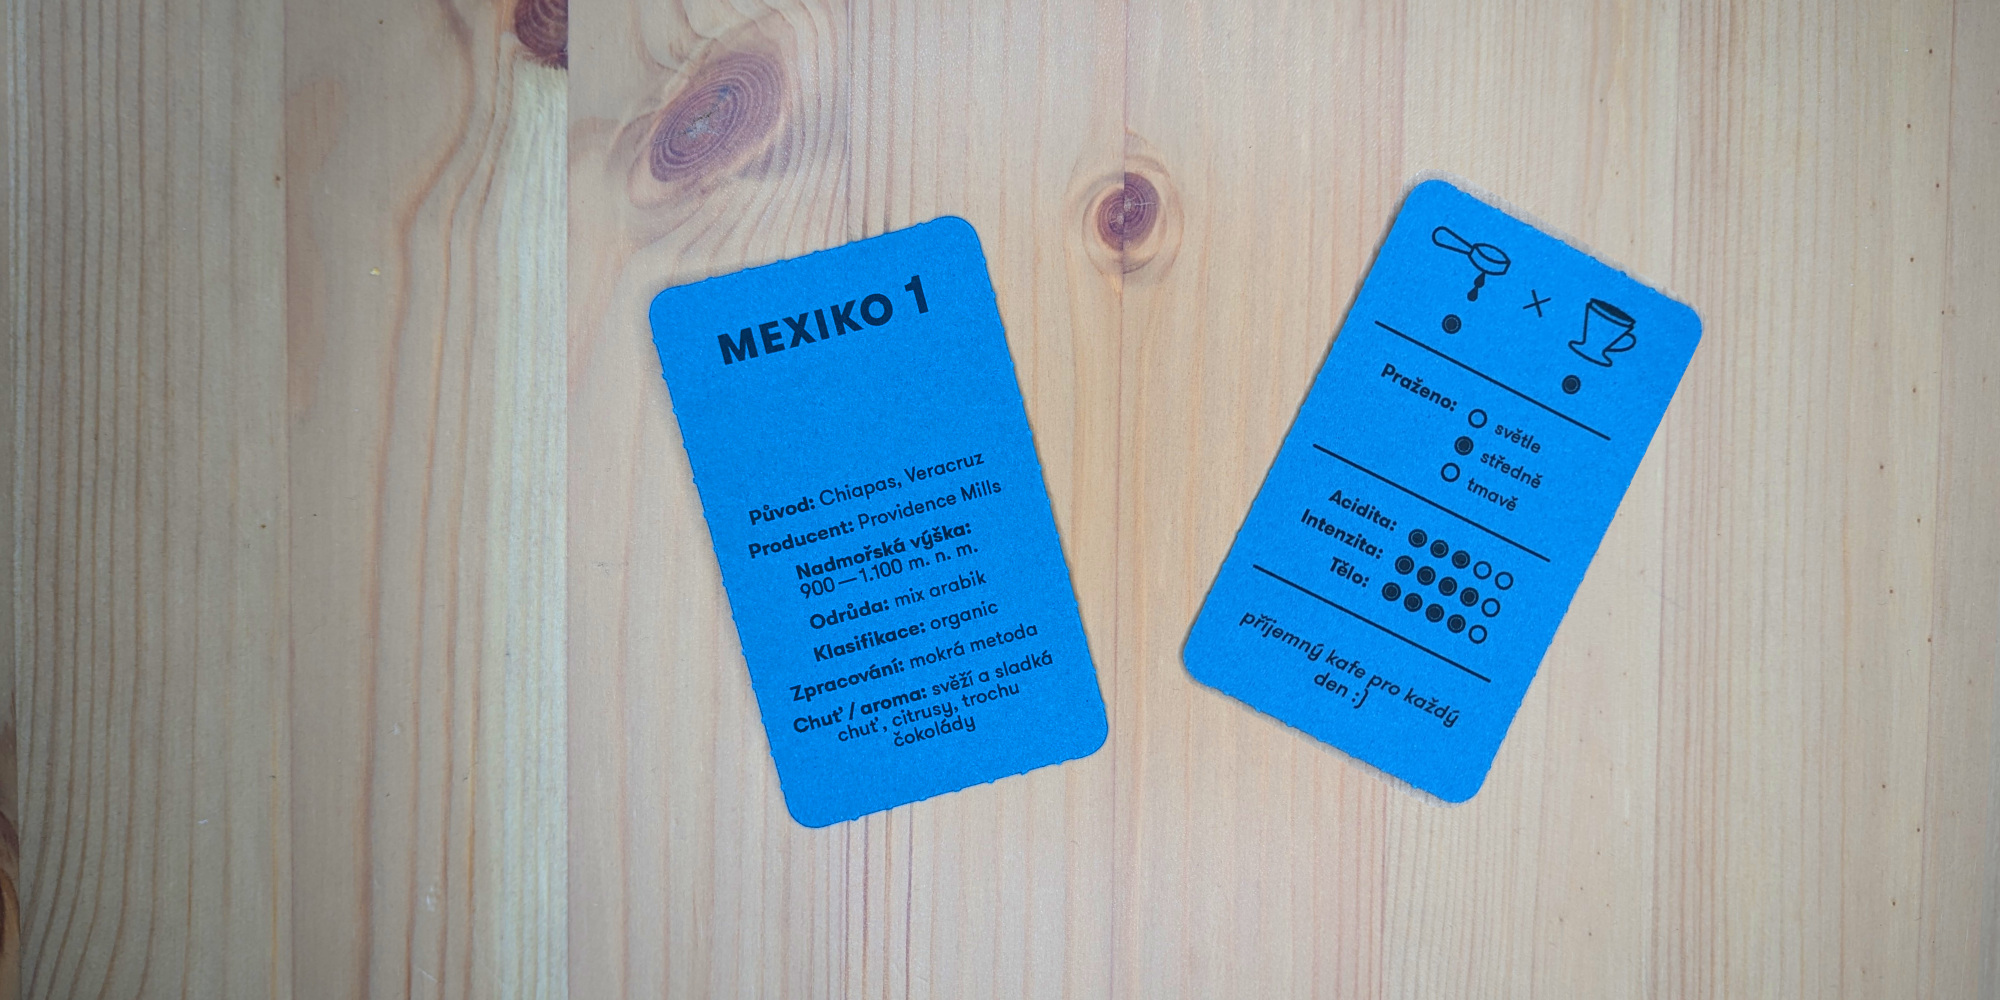 MEXIKO 1
Původ: Chiapas, Veracruz
Producent: Providence Mills
Nadmořská výška:
900 — 1.100 m. n. m.
Odrůda: mix arabik
Klasifikace: organic
Zpracování: mokrá metoda
Chuť / aroma: svěží a sladká
chuť, citrusy, trochu
čokolády
Praženo:
světle
středně
tmavě
Acidita:
Intenzita:
Tělo:
příjemný kafe pro každý
den :)